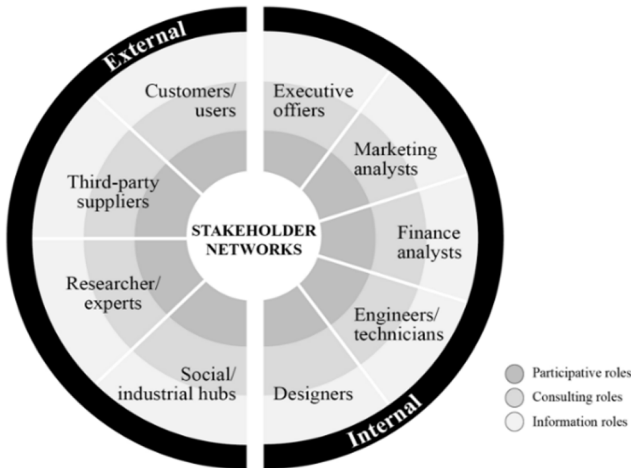 External
Customers/
users
Executive
offiers
Marketing
analysts
Third-party
suppliers
STAKEHOLDER
NETWORKS
Finance
analysts
Researcher/
experts
Engineers/
technicians
Social/
industrial hubs
Designers
Internal
Participative roles
Consulting roles
Information roles